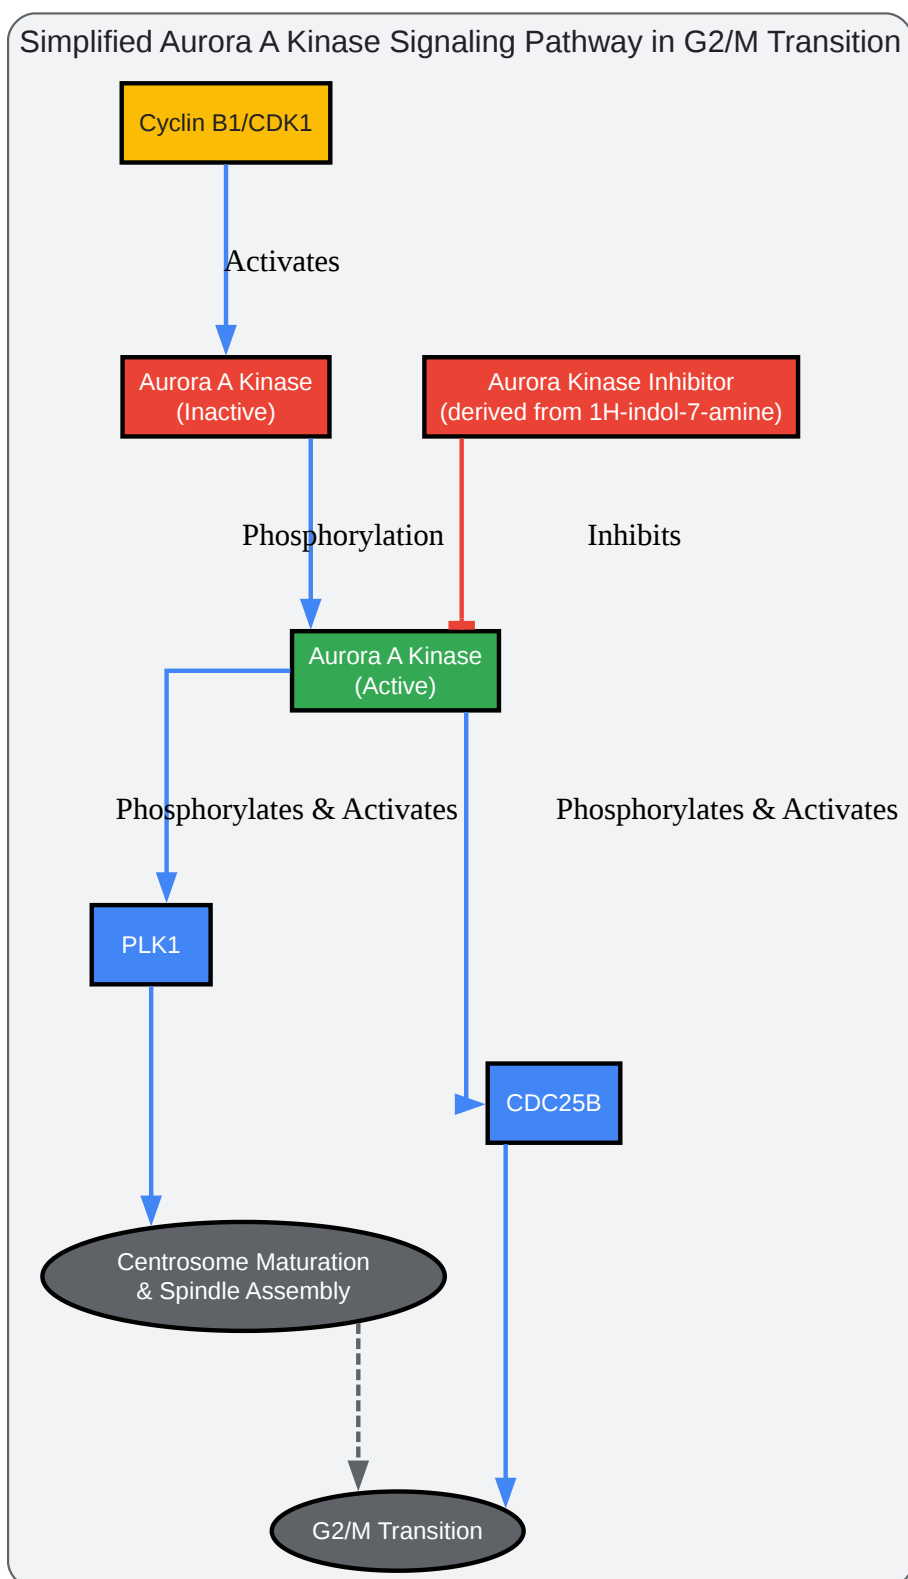 Simplified Aurora A Kinase Signaling Pathway in G2/M Transition
Cyclin B1/CDK1
Activates
Aurora A Kinase
(Inactive)
Aurora Kinase Inhibitor
(derived from 1H-indol-7-amine)
Phosphorylation
Inhibits
Aurora A Kinase
(Active)
Phosphorylates & Activates
Phosphorylates & Activates
PLK1
CDC25B
Centrosome Maturation
& Spindle Assembly
G2/M Transition